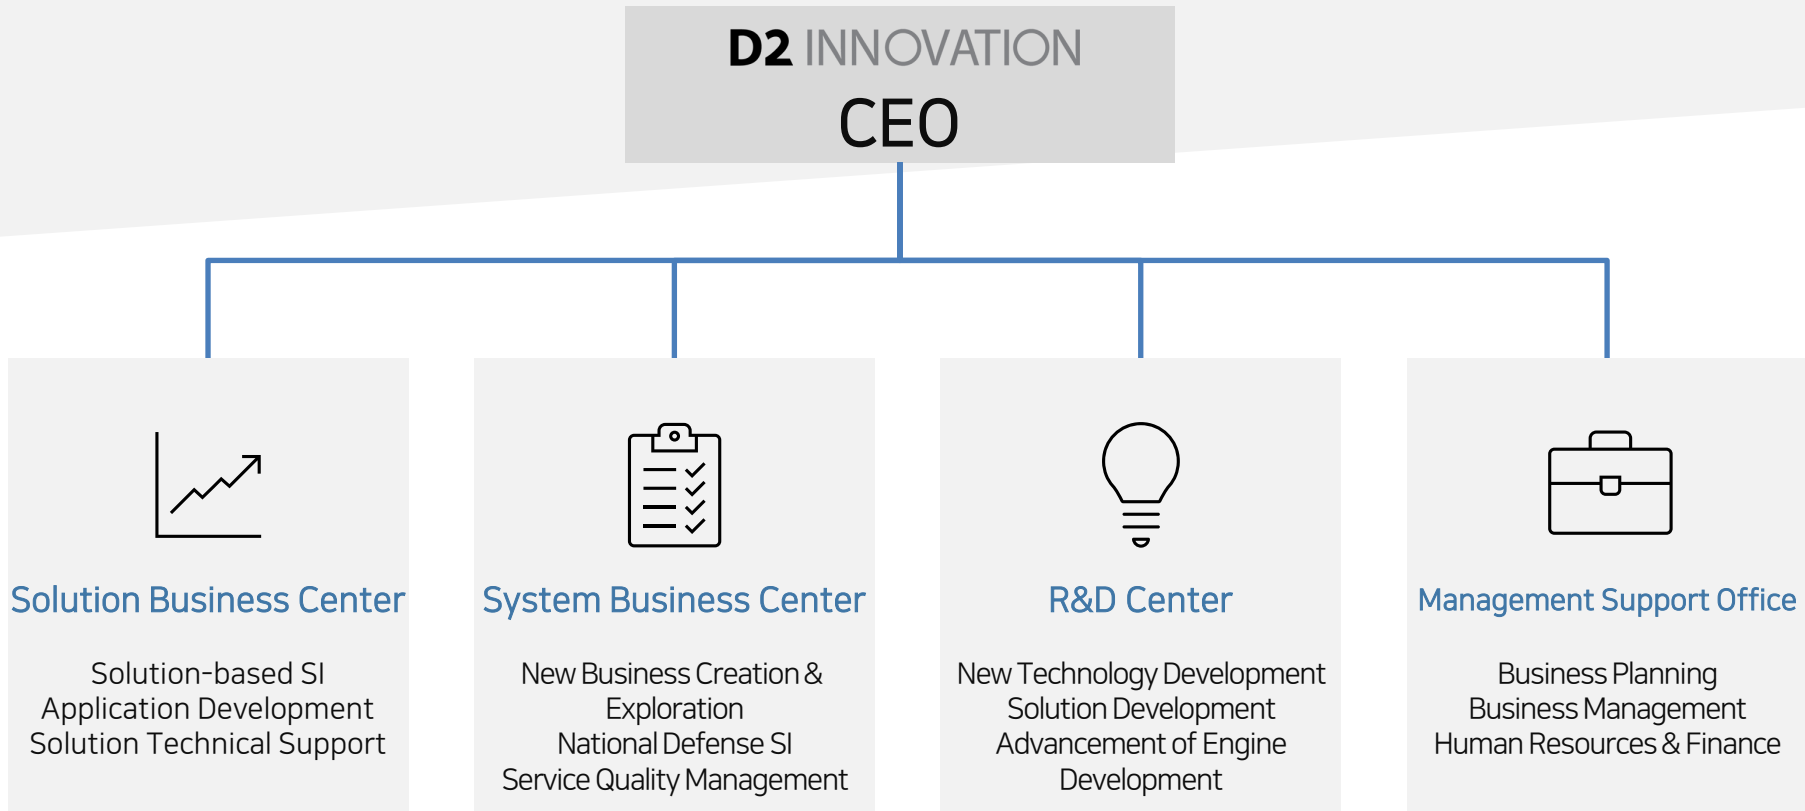 D2 INNOVATION
CEO
Solution Business Center
Solution-based SI
Application Development
Solution Technical Support
System Business Center
New Business Creation &
Exploration
National Defense SI
Service Quality Management
R&D Center
New Technology Development
Solution Development
Advancement of Engine
Development
Management Support Office
Business Planning
Business Management
Human Resources & Finance